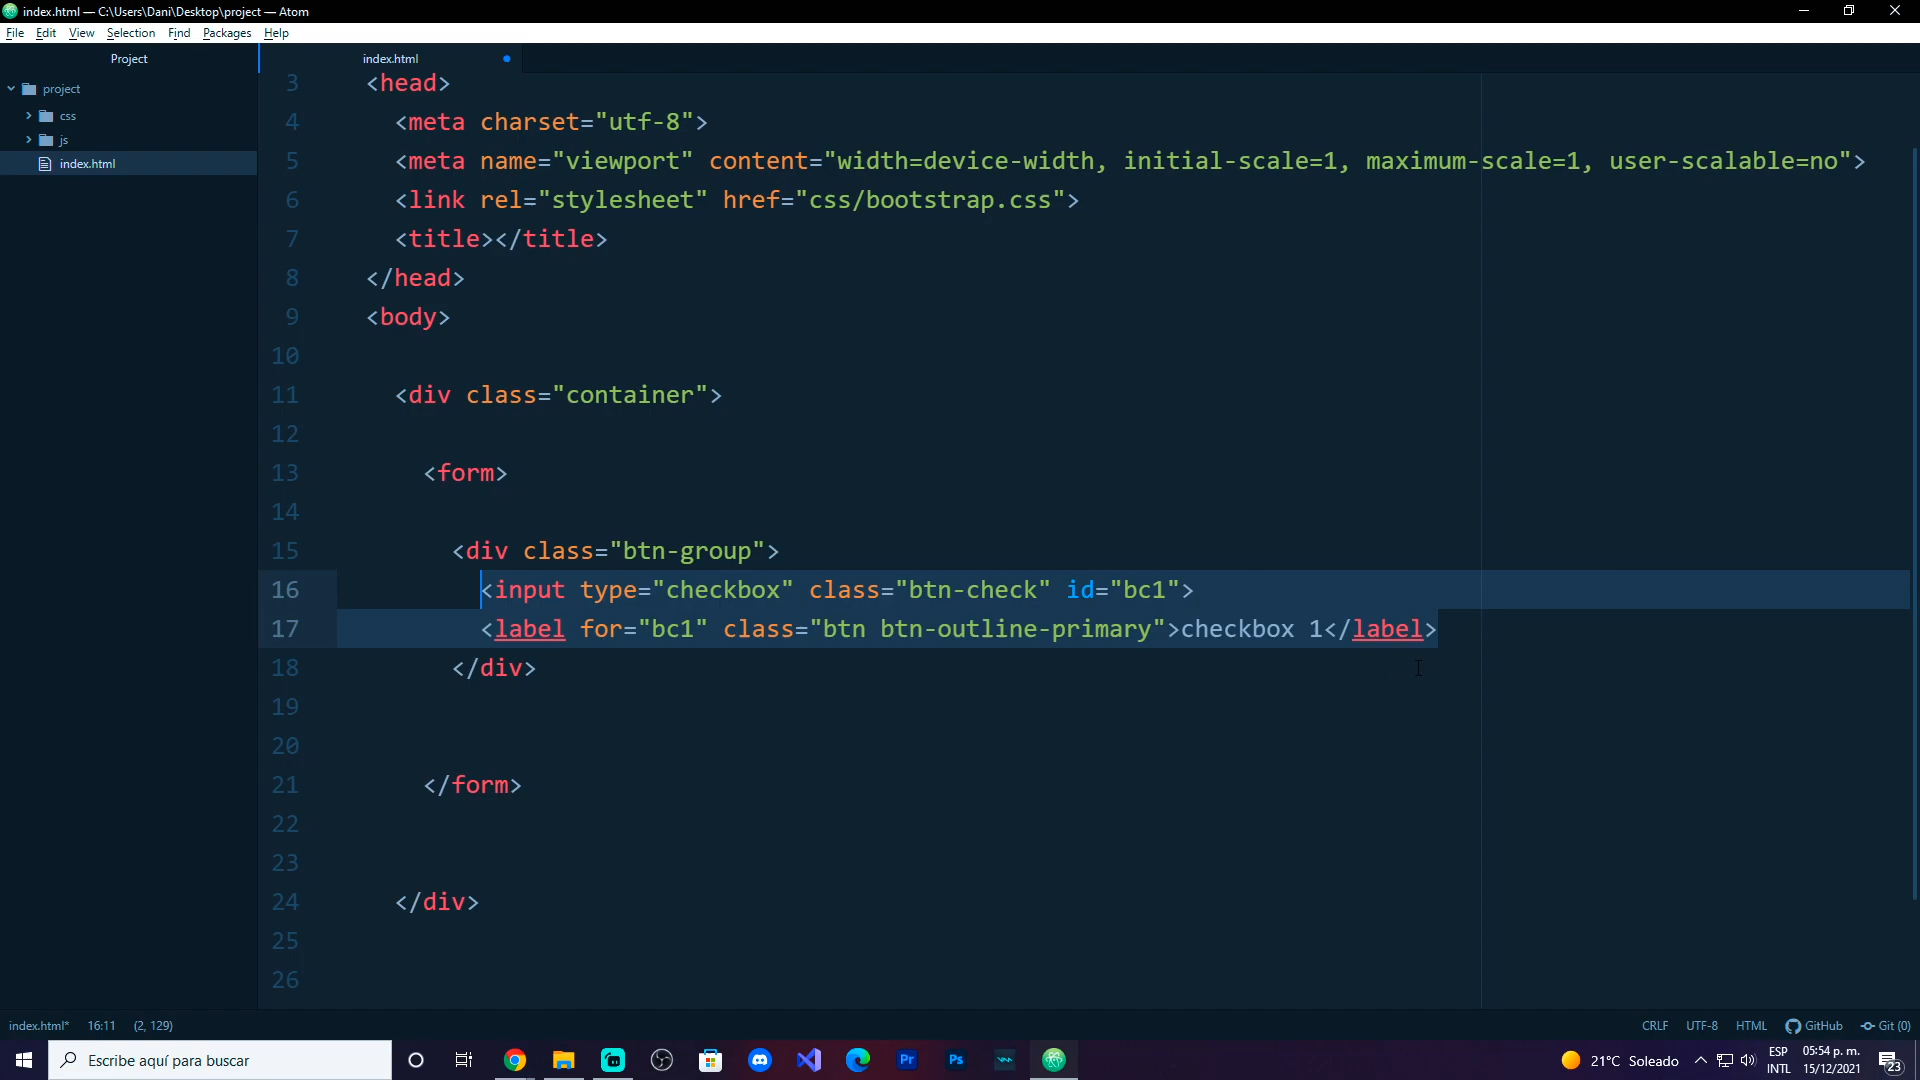 index.html — C:\Users\Dani\Desktop\project — Atom
File Edit View Selection Find Packages Help
Project
index.html
project
css
js
index.html
3 <head>
4 <meta charset="utf-8">
5 <meta name="viewport" content="width=device-width, initial-scale=1, maximum-scale=1, user-scalable=no">
6 <link rel="stylesheet" href="css/bootstrap.css">
7 <title></title>
8 </head>
9 <body>
10
11 <div class="container">
12
13 <form>
14
15 <div class="btn-group">
16 <input type="checkbox" class="btn-check" id="bc1">
17 <label for="bc1" class="btn btn-outline-primary">checkbox 1</label>
18 </div>
19
20
21 </form>
22
23
24 </div>
25
26
index.html* 16:11 (2, 129)
CRLF UTF-8 HTML GitHub Git (0)
Escribe aquí para buscar
Pr
Ps
21°C Soleado
ESP
INTL
05:54 p. m.
15/12/2021
23